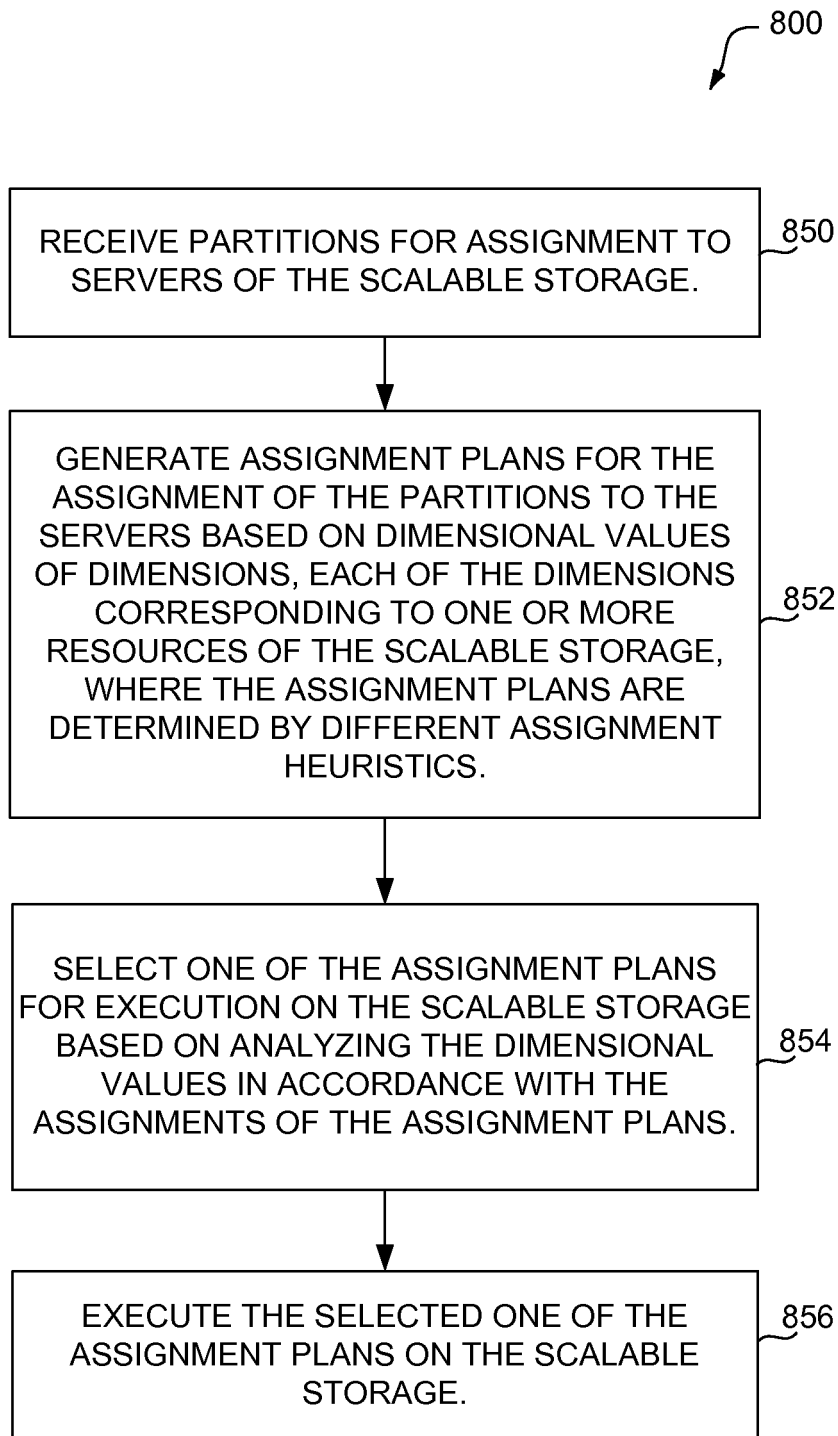 800
RECEIVE PARTITIONS FOR ASSIGNMENT TO
SERVERS OF THE SCALABLE STORAGE.
850
GENERATE ASSIGNMENT PLANS FOR THE
ASSIGNMENT OF THE PARTITIONS TO THE
SERVERS BASED ON DIMENSIONAL VALUES
OF DIMENSIONS, EACH OF THE DIMENSIONS
CORRESPONDING TO ONE OR MORE
RESOURCES OF THE SCALABLE STORAGE,
WHERE THE ASSIGNMENT PLANS ARE
DETERMINED BY DIFFERENT ASSIGNMENT
HEURISTICS.
852
SELECT ONE OF THE ASSIGNMENT PLANS
FOR EXECUTION ON THE SCALABLE STORAGE
BASED ON ANALYZING THE DIMENSIONAL
VALUES IN ACCORDANCE WITH THE
ASSIGNMENTS OF THE ASSIGNMENT PLANS.
854
EXECUTE THE SELECTED ONE OF THE
ASSIGNMENT PLANS ON THE SCALABLE
STORAGE.
856